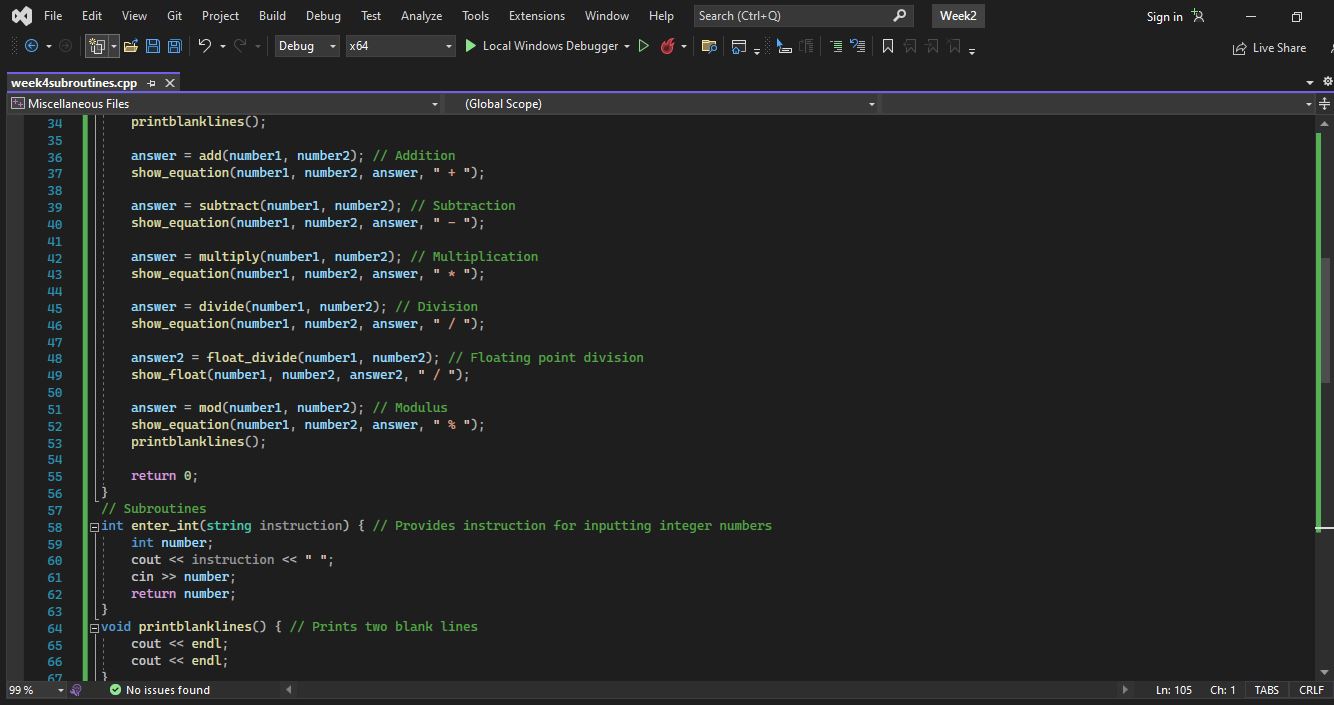 File Edit View Git Project Build Debug Test Analyze Tools Extensions Window Help Search (Ctrl+Q) Week2 Sign in
Debug x64 Local Windows Debugger Live Share
week4subroutines.cpp
Miscellaneous Files (Global Scope)
34 printblanklines();
35
36 answer = add(number1, number2); // Addition
37 show_equation(number1, number2, answer, " + ");
38
39 answer = subtract(number1, number2); // Subtraction
40 show_equation(number1, number2, answer, " - ");
41
42 answer = multiply(number1, number2); // Multiplication
43 show_equation(number1, number2, answer, " * ");
44
45 answer = divide(number1, number2); // Division
46 show_equation(number1, number2, answer, " / ");
47
48 answer2 = float_divide(number1, number2); // Floating point division
49 show_float(number1, number2, answer2, " / ");
50
51 answer = mod(number1, number2); // Modulus
52 show_equation(number1, number2, answer, " % ");
53 printblanklines();
54
55 return 0;
56 }
57 // Subroutines
58 int enter_int(string instruction) { // Provides instruction for inputting integer numbers
59 int number;
60 cout << instruction << " ";
61 cin >> number;
62 return number;
63 }
64 void printblanklines() { // Prints two blank lines
65 cout << endl;
66 cout << endl;
67 }
99 % No issues found Ln: 105 Ch: 1 TABS CRLF